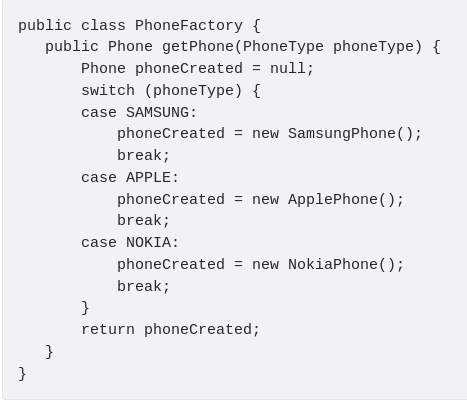 public class PhoneFactory {
   public Phone getPhone(PhoneType phoneType) {
       Phone phoneCreated = null;
       switch (phoneType) {
       case SAMSUNG:
           phoneCreated = new SamsungPhone();
           break;
       case APPLE:
           phoneCreated = new ApplePhone();
           break;
       case NOKIA:
           phoneCreated = new NokiaPhone();
           break;
       }
       return phoneCreated;
   }
}